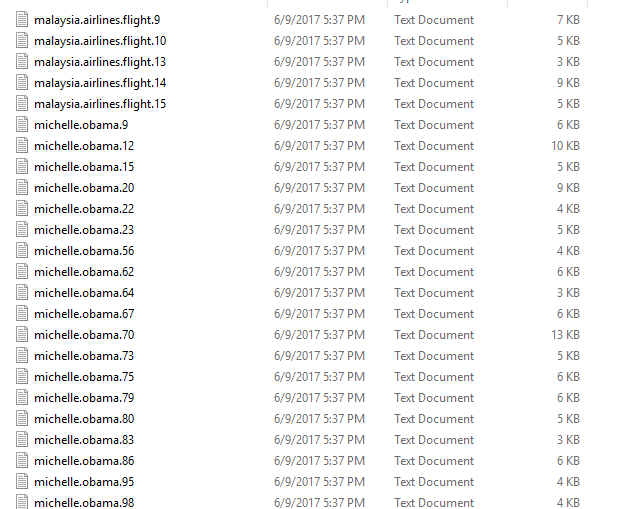 malaysia.airlines.flight.9 6/9/2017 5:37 PM Text Document 7 KB
malaysia.airlines.flight.10 6/9/2017 5:37 PM Text Document 5 KB
malaysia.airlines.flight.13 6/9/2017 5:37 PM Text Document 3 KB
malaysia.airlines.flight.14 6/9/2017 5:37 PM Text Document 9 KB
malaysia.airlines.flight.15 6/9/2017 5:37 PM Text Document 5 KB
michelle.obama.9 6/9/2017 5:37 PM Text Document 6 KB
michelle.obama.12 6/9/2017 5:37 PM Text Document 10 KB
michelle.obama.15 6/9/2017 5:37 PM Text Document 5 KB
michelle.obama.20 6/9/2017 5:37 PM Text Document 9 KB
michelle.obama.22 6/9/2017 5:37 PM Text Document 4 KB
michelle.obama.23 6/9/2017 5:37 PM Text Document 5 KB
michelle.obama.56 6/9/2017 5:37 PM Text Document 4 KB
michelle.obama.62 6/9/2017 5:37 PM Text Document 6 KB
michelle.obama.64 6/9/2017 5:37 PM Text Document 3 KB
michelle.obama.67 6/9/2017 5:37 PM Text Document 6 KB
michelle.obama.70 6/9/2017 5:37 PM Text Document 13 KB
michelle.obama.73 6/9/2017 5:37 PM Text Document 5 KB
michelle.obama.75 6/9/2017 5:37 PM Text Document 6 KB
michelle.obama.79 6/9/2017 5:37 PM Text Document 6 KB
michelle.obama.80 6/9/2017 5:37 PM Text Document 5 KB
michelle.obama.83 6/9/2017 5:37 PM Text Document 3 KB
michelle.obama.86 6/9/2017 5:37 PM Text Document 6 KB
michelle.obama.95 6/9/2017 5:37 PM Text Document 4 KB
michelle.obama.98 6/9/2017 5:37 PM Text Document 4 KB